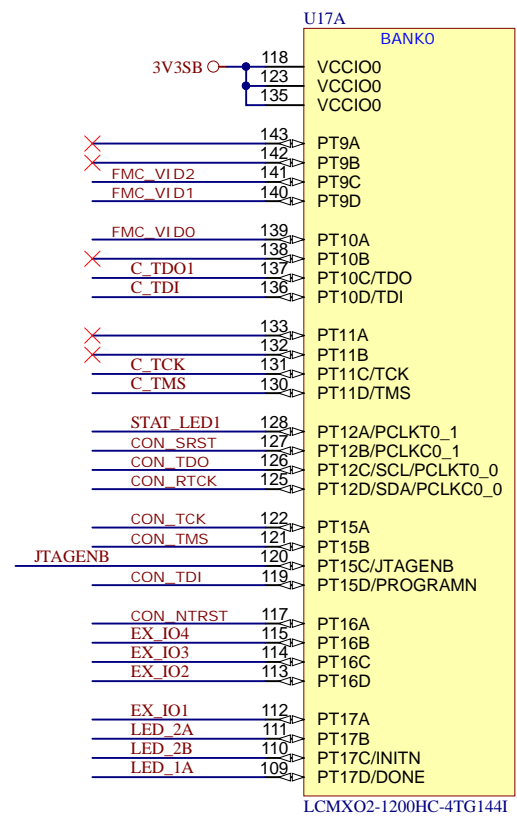 U17A
BANK0
3V3SB 118 VCCIO0
123 VCCIO0
135 VCCIO0
143 PT9A
142 PT9B
FMC_VID2 141 PT9C
FMC_VID1 140 PT9D
FMC_VID0 139 PT10A
138 PT10B
C_TDO1 137 PT10C/TDO
C_TDI 136 PT10D/TDI
133 PT11A
132 PT11B
C_TCK 131 PT11C/TCK
C_TMS 130 PT11D/TMS
STAT_LED1 128 PT12A/PCLKT0_1
CON_SRST 127 PT12B/PCLKC0_1
CON_TDO 126 PT12C/SCL/PCLKT0_0
CON_RTCK 125 PT12D/SDA/PCLKC0_0
CON_TCK 122 PT15A
CON_TMS 121 PT15B
JTAGENB 120 PT15C/JTAGENB
CON_TDI 119 PT15D/PROGRAMN
CON_NTRST 117 PT16A
EX_IO4 115 PT16B
EX_IO3 114 PT16C
EX_IO2 113 PT16D
EX_IO1 112 PT17A
LED_2A 111 PT17B
LED_2B 110 PT17C/INITN
LED_1A 109 PT17D/DONE
LCMXO2-1200HC-4TG144I